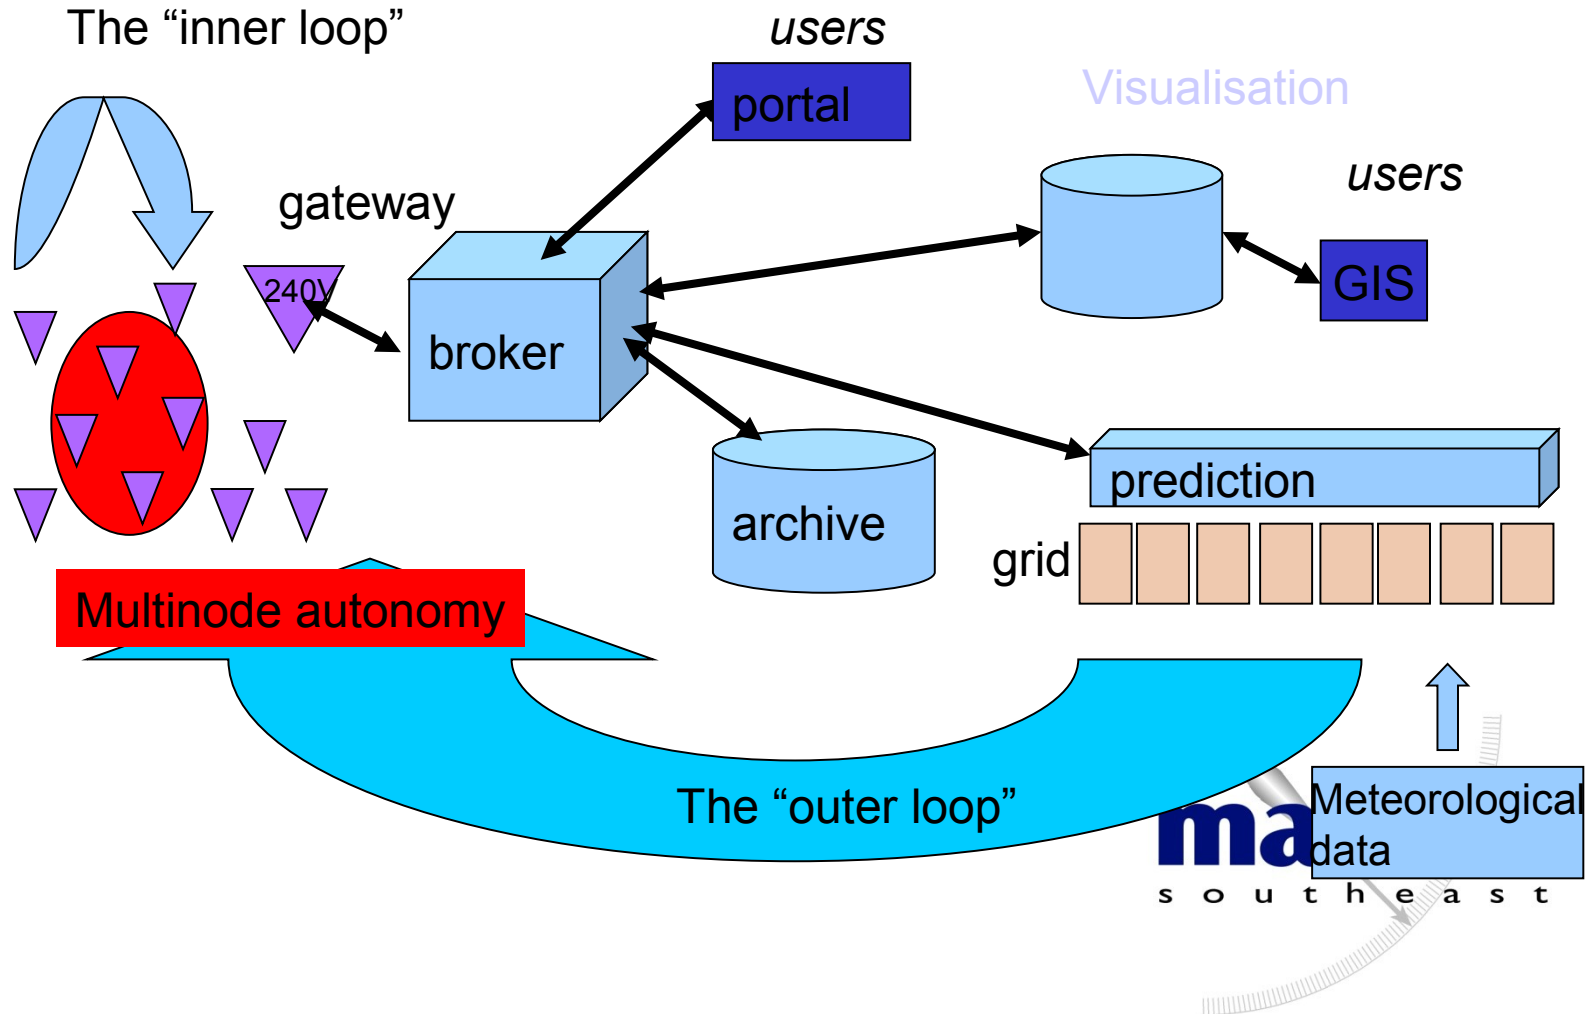 The “inner loop”
users
portal
Visualisation
users
gateway
240V
GIS
broker
prediction
archive
grid
Multinode autonomy
The “outer loop”
Meteorological
data
southeast